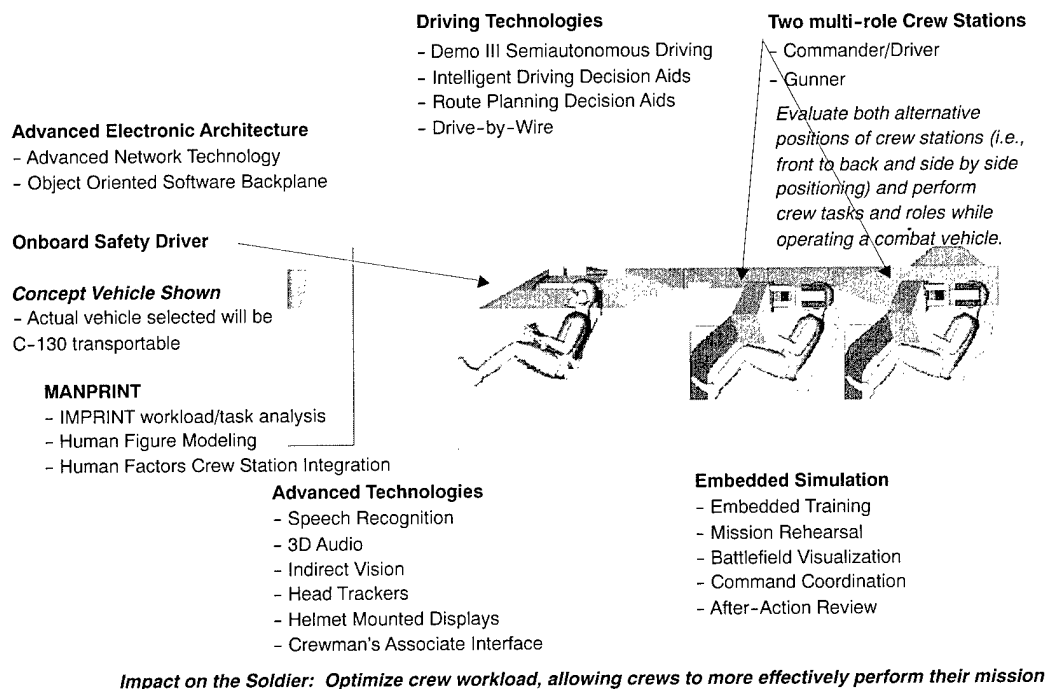 Driving Technologies
- Demo III Semiautonomous Driving
- Intelligent Driving Decision Aids
- Route Planning Decision Aids
- Drive-by-Wire
Two multi-role Crew Stations
- Commander/Driver
- Gunner
Evaluate both alternative
positions of crew stations (i.e.,
front to back and side by side
positioning) and perform
crew tasks and roles while
operating a combat vehicle.
Advanced Electronic Architecture
- Advanced Network Technology
- Object Oriented Software Backplane
Onboard Safety Driver
Concept Vehicle Shown
- Actual vehicle selected will be
C-130 transportable
MANPRINT
- IMPRINT workload/task analysis
- Human Figure Modeling
- Human Factors Crew Station Integration
Advanced Technologies
- Speech Recognition
- 3D Audio
- Indirect Vision
- Head Trackers
- Helmet Mounted Displays
- Crewman's Associate Interface
Embedded Simulation
- Embedded Training
- Mission Rehearsal
- Battlefield Visualization
- Command Coordination
- After-Action Review
Impact on the Soldier: Optimize crew workload, allowing crews to more effectively perform their mission